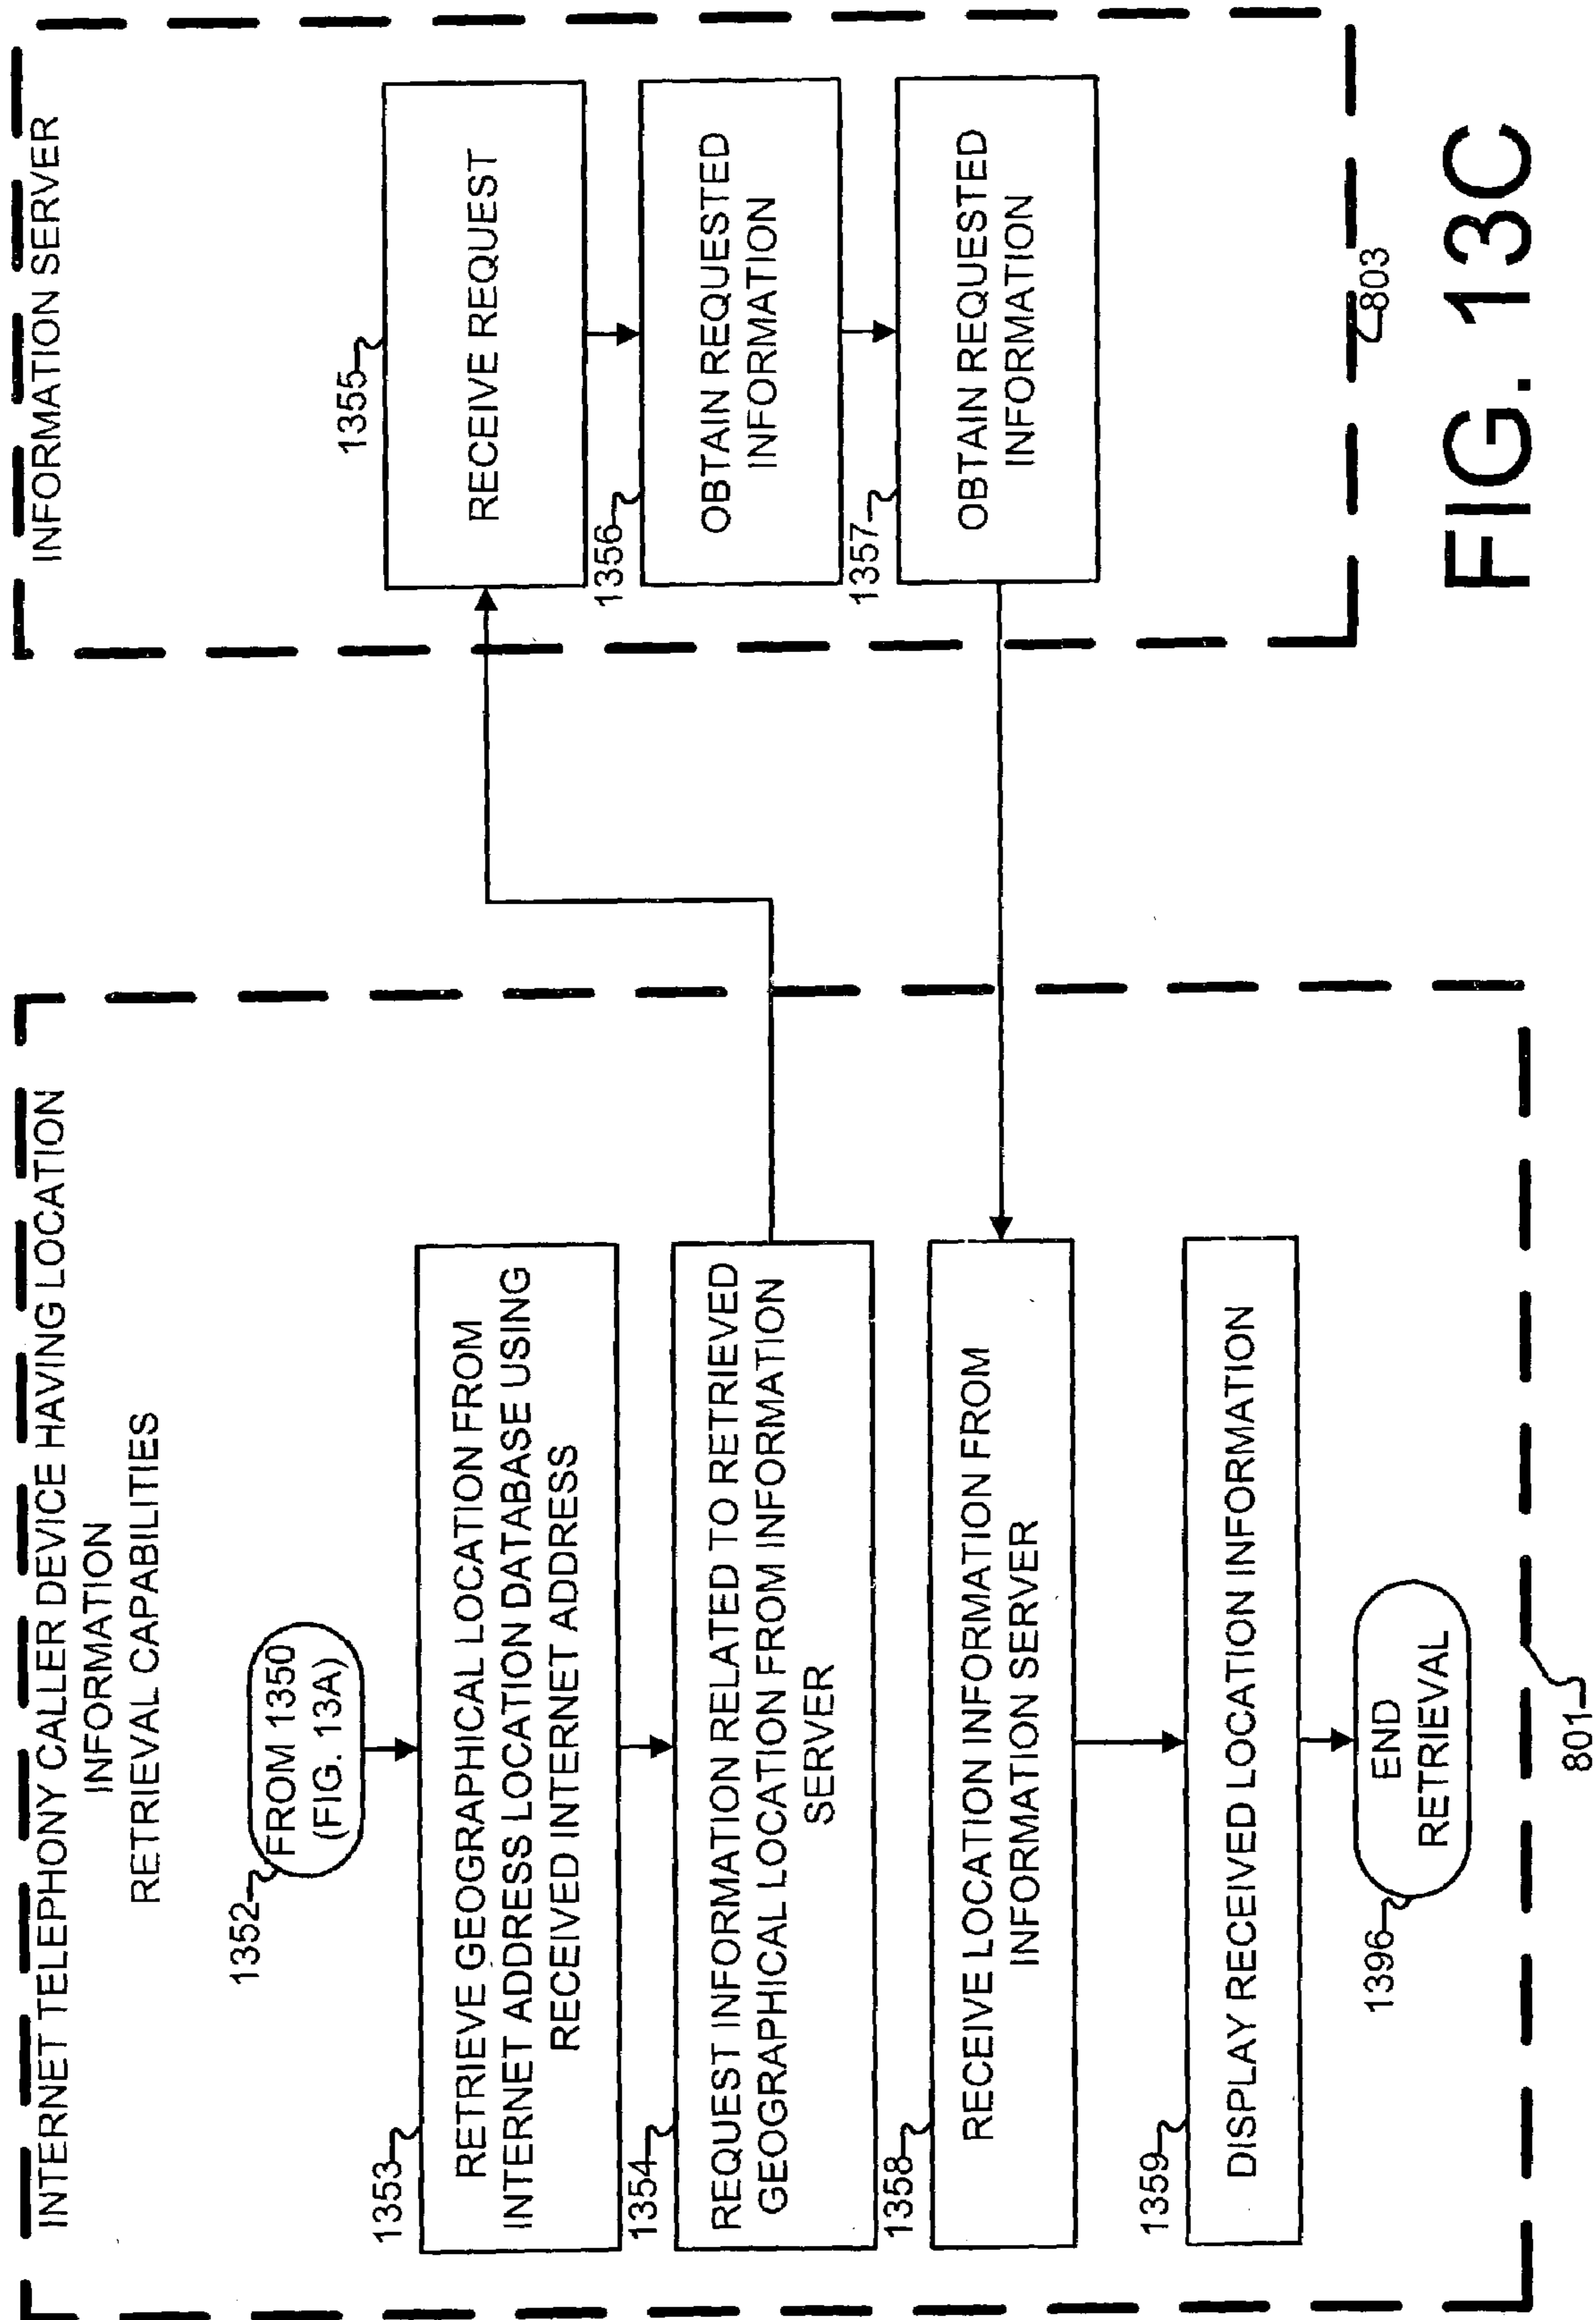 INTERNET TELEPHONY CALLER DEVICE HAVING LOCATION
INFORMATION
RETRIEVAL CAPABILITIES
1352
FROM 1350
(FIG. 13A)
1353
RETRIEVE GEOGRAPHICAL LOCATION FROM
INTERNET ADDRESS LOCATION DATABASE USING
RECEIVED INTERNET ADDRESS
1354
REQUEST INFORMATION RELATED TO RETRIEVED
GEOGRAPHICAL LOCATION FROM INFORMATION
SERVER
1358
RECEIVE LOCATION INFORMATION FROM
INFORMATION SERVER
1359
DISPLAY RECEIVED LOCATION INFORMATION
1396
END
RETRIEVAL
801
INFORMATION SERVER
1355
RECEIVE REQUEST
1356
OBTAIN REQUESTED
INFORMATION
1357
OBTAIN REQUESTED
INFORMATION
803
FIG. 13C